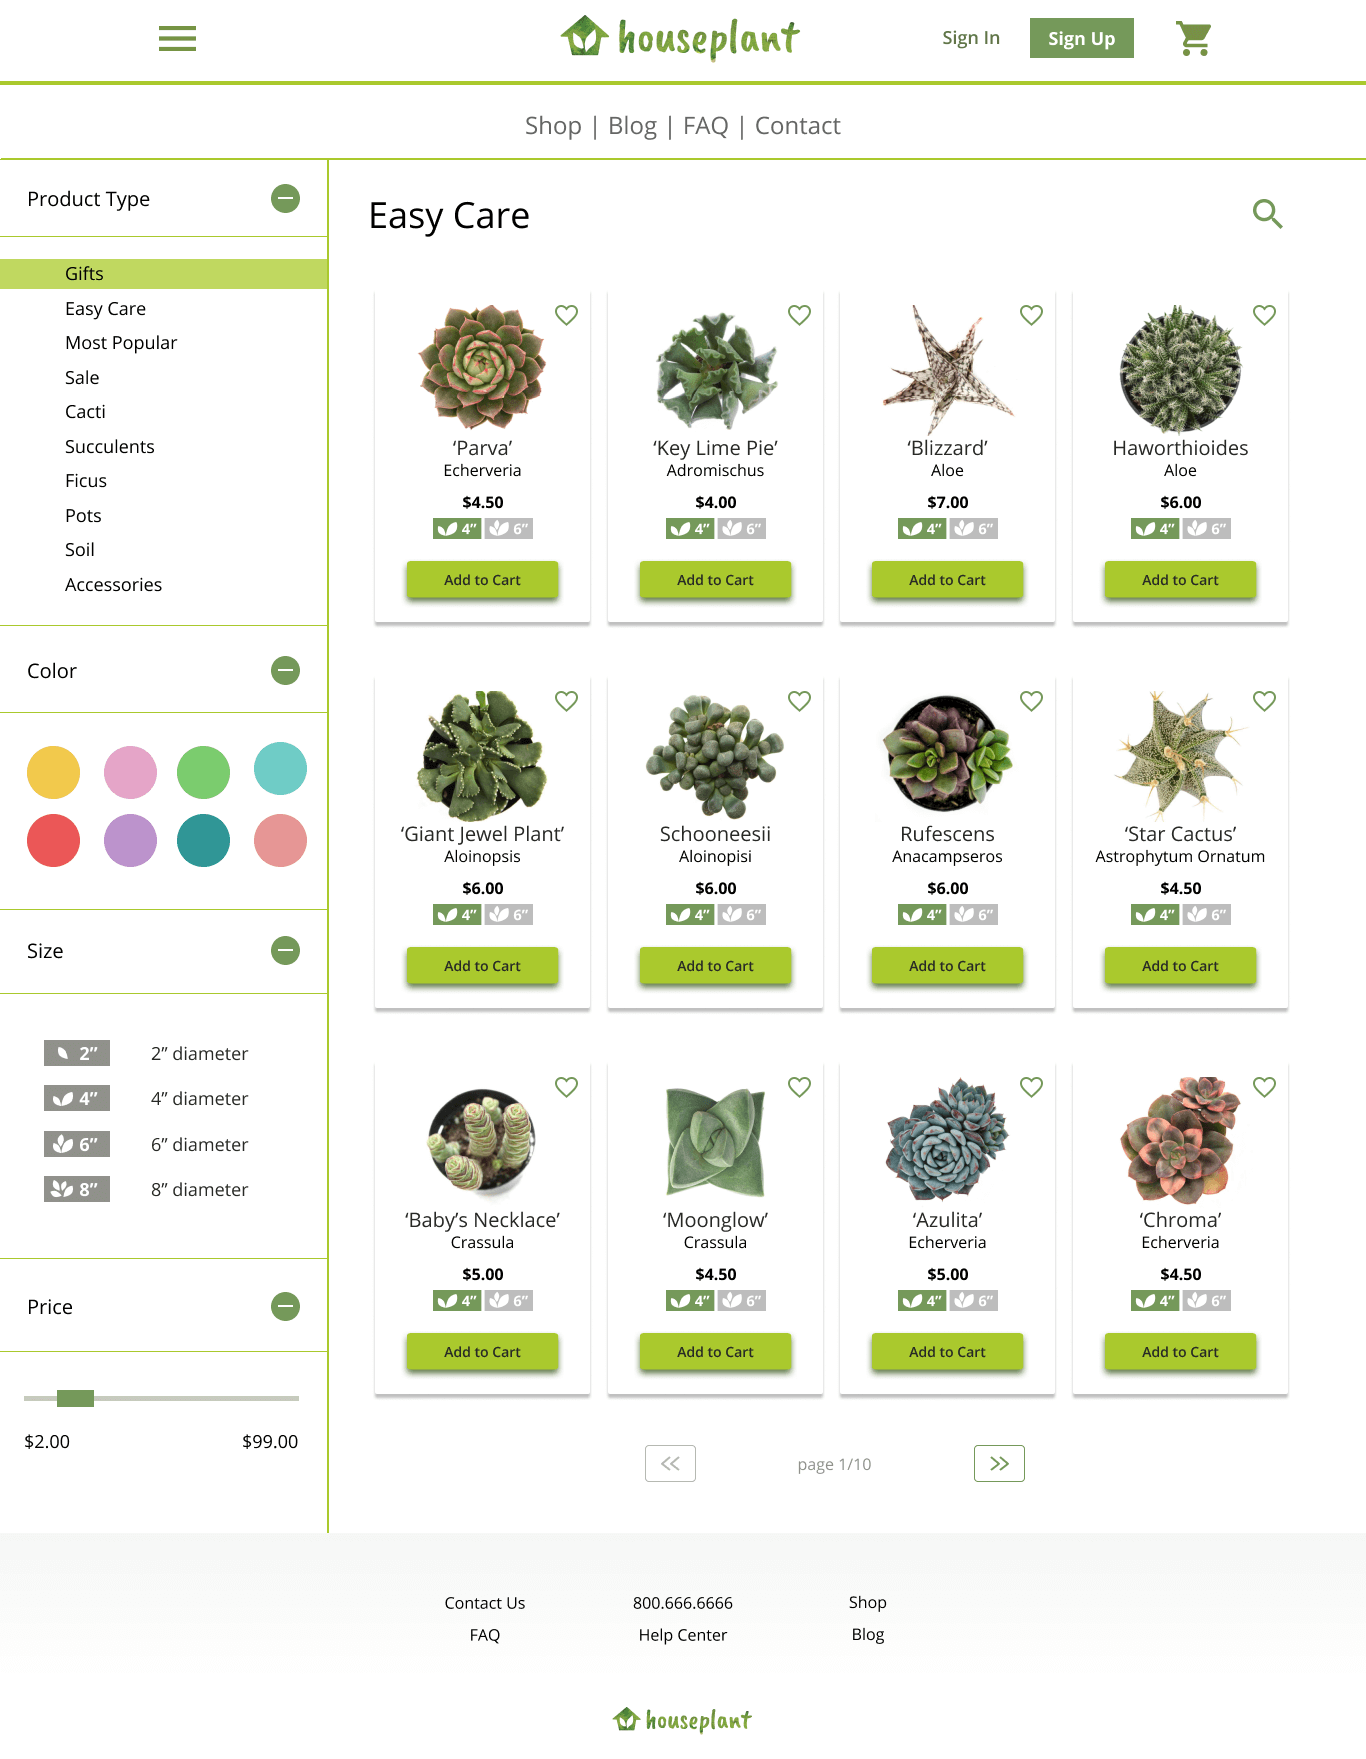 houseplant
Sign In
Sign Up
Shop | Blog | FAQ | Contact
Product Type
Gifts
Easy Care
Most Popular
Sale
Cacti
Succulents
Ficus
Pots
Soil
Accessories
Color
Size
2” 2” diameter
4” 4” diameter
6” 6” diameter
8” 8” diameter
Price
$2.00 $99.00
Easy Care
‘Parva’
Echerveria
$4.50
4” 6”
Add to Cart
‘Key Lime Pie’
Adromischus
$4.00
4” 6”
Add to Cart
‘Blizzard’
Aloe
$7.00
4” 6”
Add to Cart
Haworthioides
Aloe
$6.00
4” 6”
Add to Cart
‘Giant Jewel Plant’
Aloinopsis
$6.00
4” 6”
Add to Cart
Schooneesii
Aloinopisi
$6.00
4” 6”
Add to Cart
Rufescens
Anacampseros
$6.00
4” 6”
Add to Cart
‘Star Cactus’
Astrophytum Ornatum
$4.50
4” 6”
Add to Cart
‘Baby’s Necklace’
Crassula
$5.00
4” 6”
Add to Cart
‘Moonglow’
Crassula
$4.50
4” 6”
Add to Cart
‘Azulita’
Echerveria
$5.00
4” 6”
Add to Cart
‘Chroma’
Echerveria
$4.50
4” 6”
Add to Cart
page 1/10
Contact Us
FAQ
800.666.6666
Help Center
Shop
Blog
houseplant